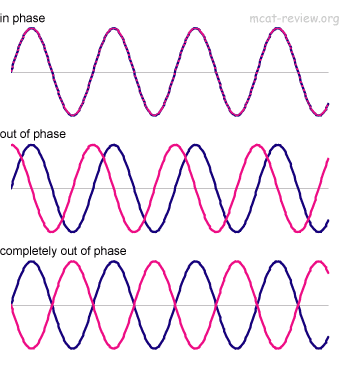 in phase
mcat-review.org
out of phase
completely out of phase